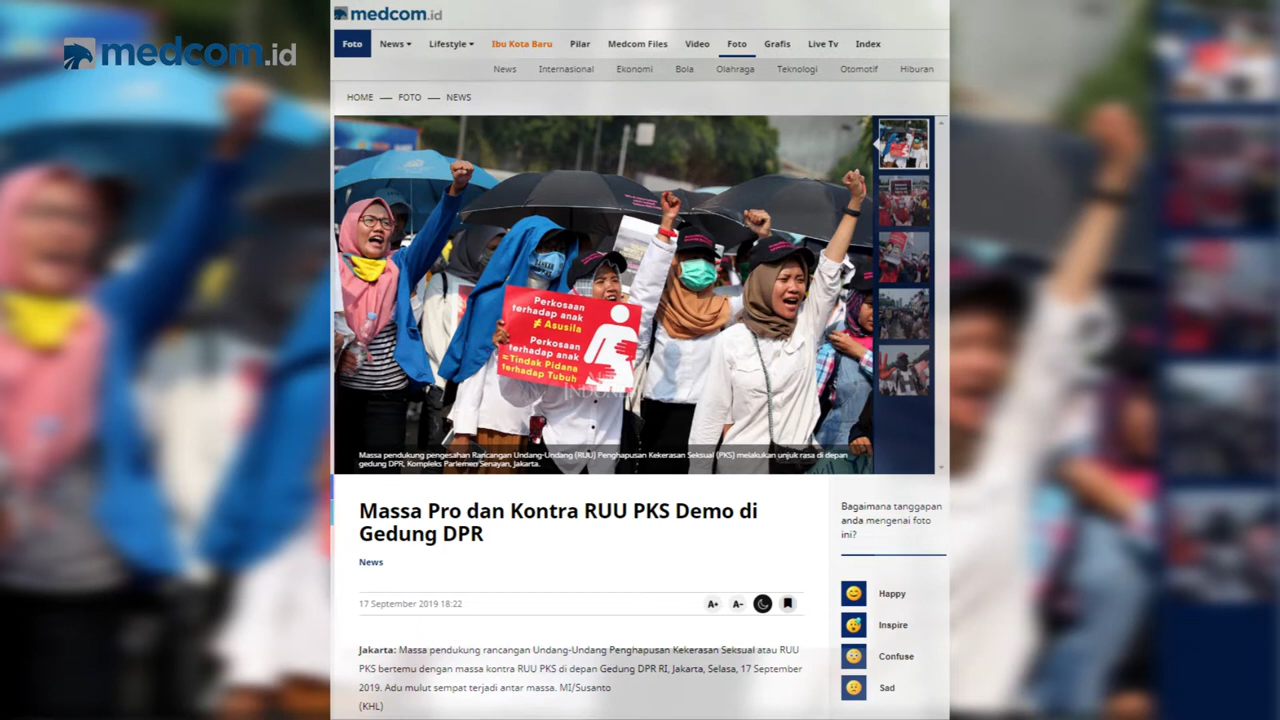 medcom.id
medcom.id
Foto News Lifestyle Ibu Kota Baru Pilar Medcom Files Video Foto Grafis Live Tv Index
News Internasional Ekonomi Bola Olahraga Teknologi Otomotif Hiburan
HOME — FOTO — NEWS
Perkosaan
terhadap anak
≠ Asusila
Perkosaan
terhadap anak
=Tindak Pidana
terhadap Tubuh
Massa pendukung pengesahan Rancangan Undang-Undang (RUU) Penghapusan Kekerasan Seksual (PKS) melakukan unjuk rasa di depan
gedung DPR, Kompleks Parlemen Senayan, Jakarta.
Massa Pro dan Kontra RUU PKS Demo di
Gedung DPR
News
17 September 2019 18:22
A+ A-
Jakarta: Massa pendukung rancangan Undang-Undang Penghapusan Kekerasan Seksual atau RUU
PKS bertemu dengan massa kontra RUU PKS di depan Gedung DPR RI, Jakarta, Selasa, 17 September
2019. Adu mulut sempat terjadi antar massa. MI/Susanto
(KHL)
Bagaimana tanggapan
anda mengenai foto
ini?
Happy
Inspire
Confuse
Sad